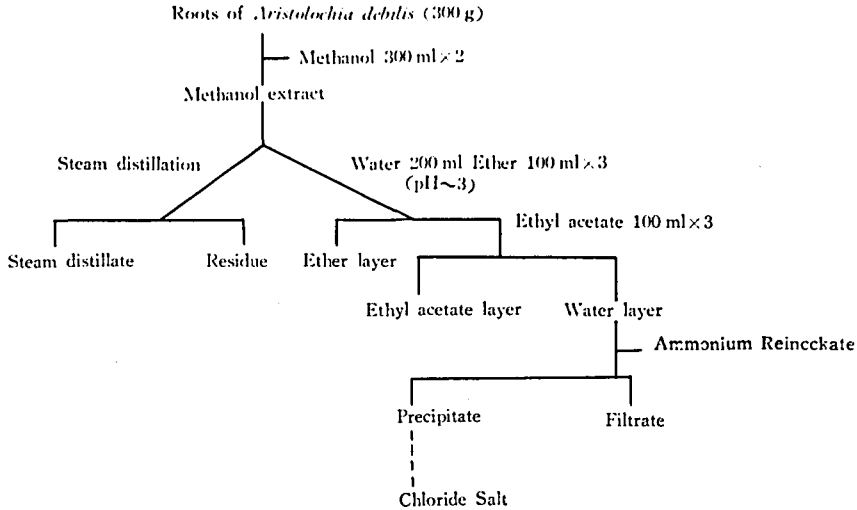 Roots of Aristolochia debilis (300 g)
Methanol 300 ml×2
Methanol extract
Steam distillation
Water 200 ml Ether 100 ml×3
(pH~3)
Ethyl acetate 100 ml×3
Steam distillate
Residue
Ether layer
Ethyl acetate layer
Water layer
Ammonium Reineckate
Precipitate
Filtrate
Chloride Salt